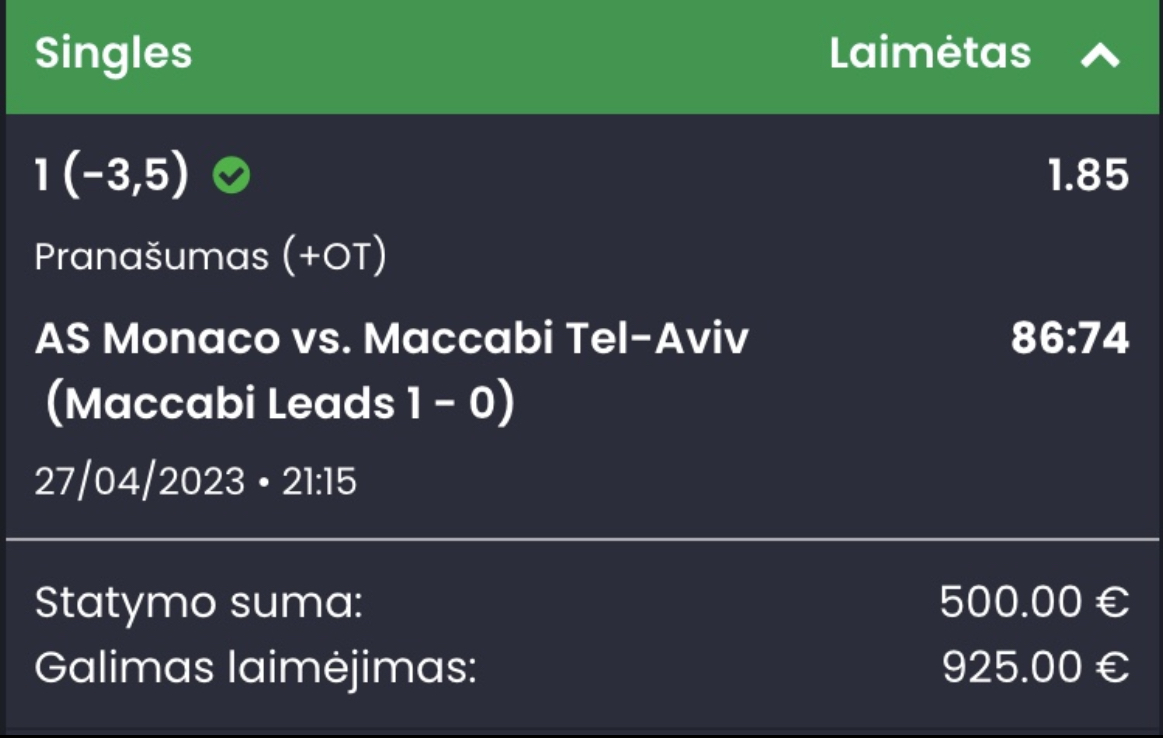 Singles Laimėtas
1 (-3,5) 1.85
Pranašumas (+OT)
AS Monaco vs. Maccabi Tel-Aviv 86:74
(Maccabi Leads 1 - 0)
27/04/2023 • 21:15
Statymo suma: 500.00 €
Galimas laimėjimas: 925.00 €